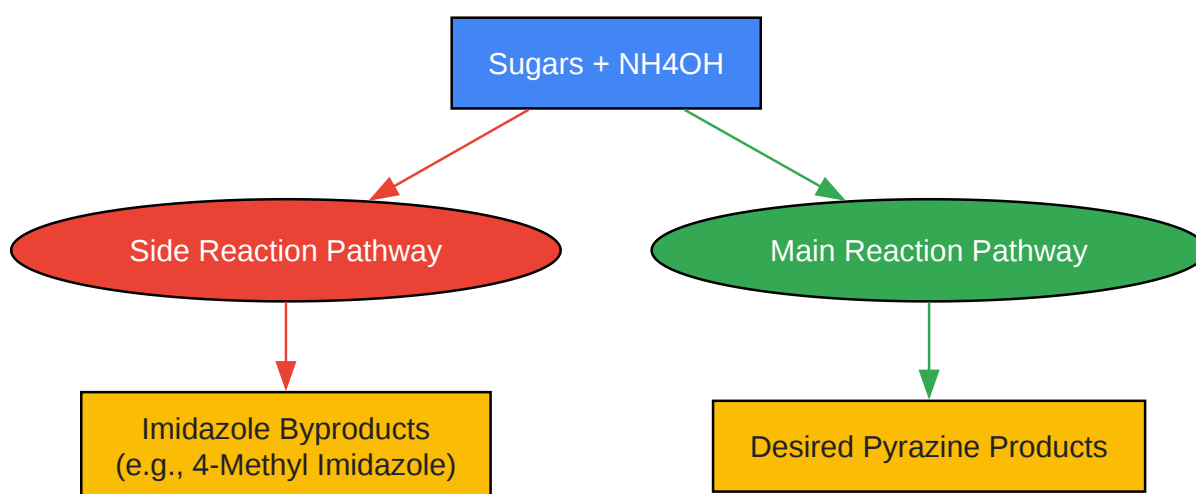 Sugars + NH4OH
Side Reaction Pathway
Main Reaction Pathway
Imidazole Byproducts
(e.g., 4-Methyl Imidazole)
Desired Pyrazine Products